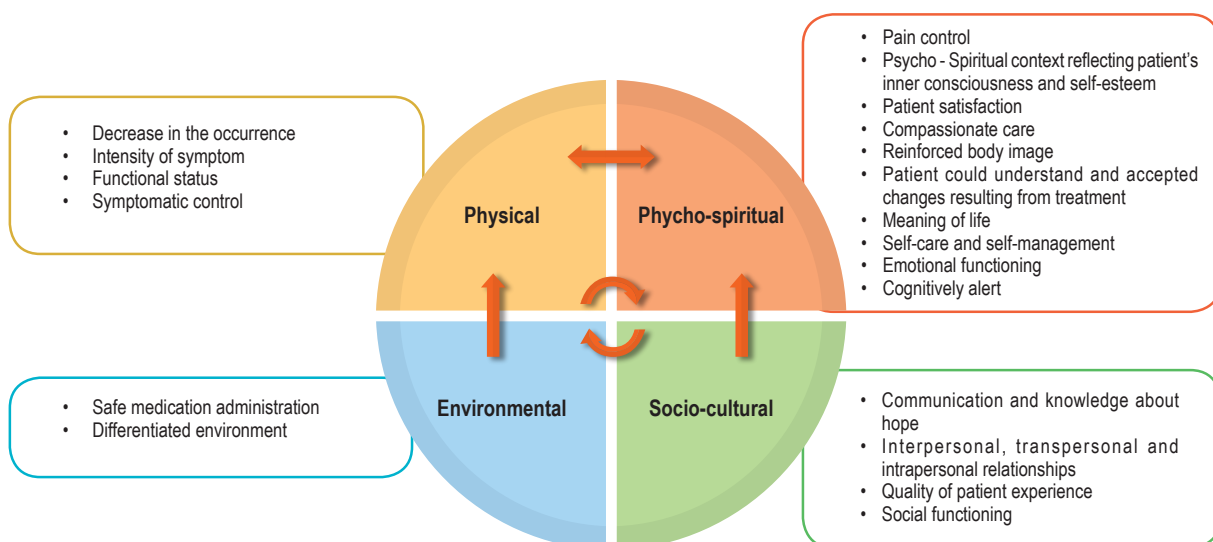 • Decrease in the occurrence
• Intensity of symptom
• Functional status
• Symptomatic control
Physical
Phycho-spiritual
• Pain control
• Psycho - Spiritual context reflecting patient's
inner consciousness and self-esteem
• Patient satisfaction
• Compassionate care
• Reinforced body image
• Patient could understand and accepted
changes resulting from treatment
• Meaning of life
• Self-care and self-management
• Emotional functioning
• Cognitively alert
• Safe medication administration
• Differentiated environment
Environmental
Socio-cultural
• Communication and knowledge about
hope
• Interpersonal, transpersonal and
intrapersonal relationships
• Quality of patient experience
• Social functioning